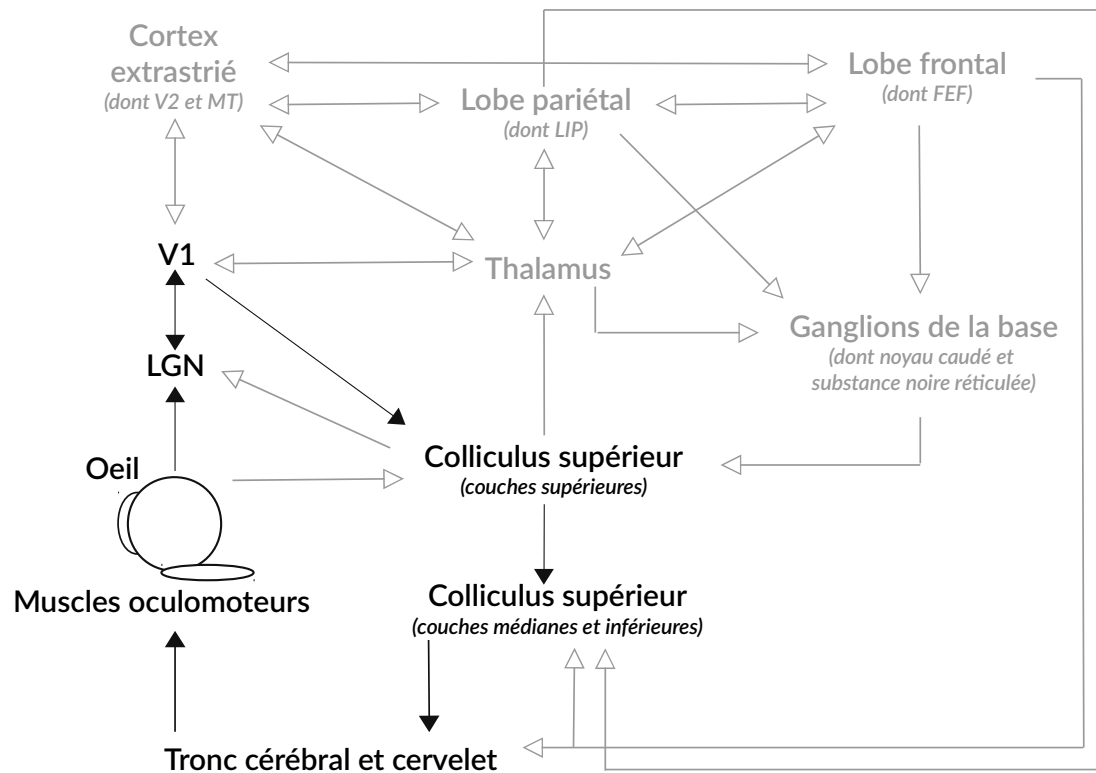 Cortex
extrastrié
(dont V2 et MT)
Lobe pariétal
(dont LIP)
Lobe frontal
(dont FEF)
V1
Thalamus
Ganglions de la base
(dont noyau caudé et
substance noire réticulée)
LGN
Oeil
Colliculus supérieur
(couches supérieures)
Muscles oculomoteurs
Colliculus supérieur
(couches médianes et inférieures)
Tronc cérébral et cervelet